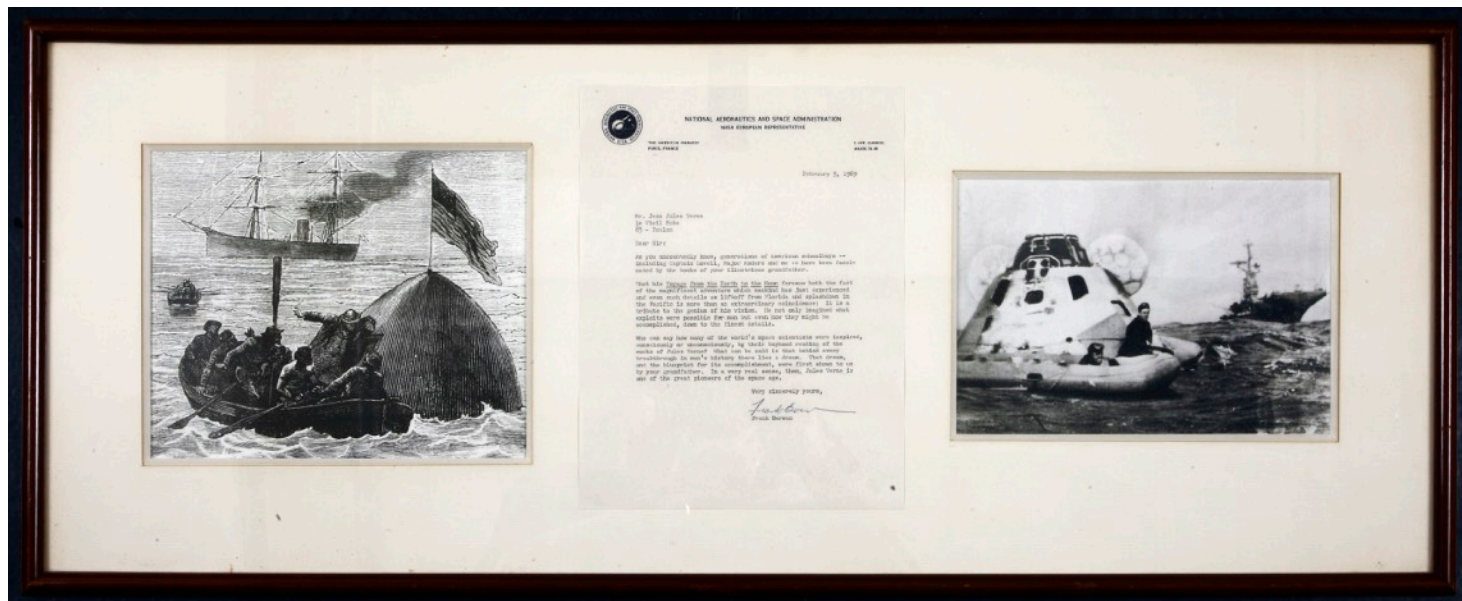 NATIONAL AERONAUTICS AND SPACE ADMINISTRATION
NASA EUROPEAN REPRESENTATIVE
THE AMERICAN EMBASSY
PARIS, FRANCE
February 5, 1969
Mr. Jean Jules Verne
83 - Toulon
Dear Sir:
As you undoubtedly know, generations of American schoolboys --
including Captain Lovell, Major Anders and me -- have been fasci-
nated by the books of your illustrious grandfather.
That his Voyage from the Earth to the Moon foresaw both the fact
of the magnificent adventure which mankind has just experienced
and even such details as liftoff from Florida and splashdown in
the Pacific is more than an extraordinary coincidence; it is a
tribute to the genius of his vision. He not only imagined what
exploits were possible for man but even how they might be
accomplished, down to the finest details.
Who can say how many of the world's space scientists were inspired,
consciously or unconsciously, by their boyhood reading of the
works of Jules Verne? What can be said is that behind every
breakthrough in man's history there lies a dream. That dream,
and the blueprint for its accomplishment, were first shown to us
by your grandfather. In a very real sense, then, Jules Verne is
one of the great pioneers of the space age.
Very sincerely yours,
Frank Borman
Frank Borman